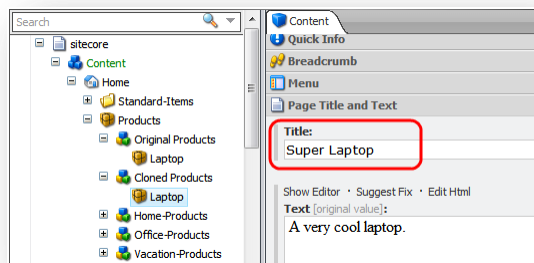 Search
sitecore
Content
Home
Standard-Items
Products
Original Products
Laptop
Cloned Products
Laptop
Home-Products
Office-Products
Vacation-Products
Content
Quick Info
Breadcrumb
Menu
Page Title and Text
Title:
Super Laptop
Show Editor · Suggest Fix · Edit Html
Text [original value]:
A very cool laptop.